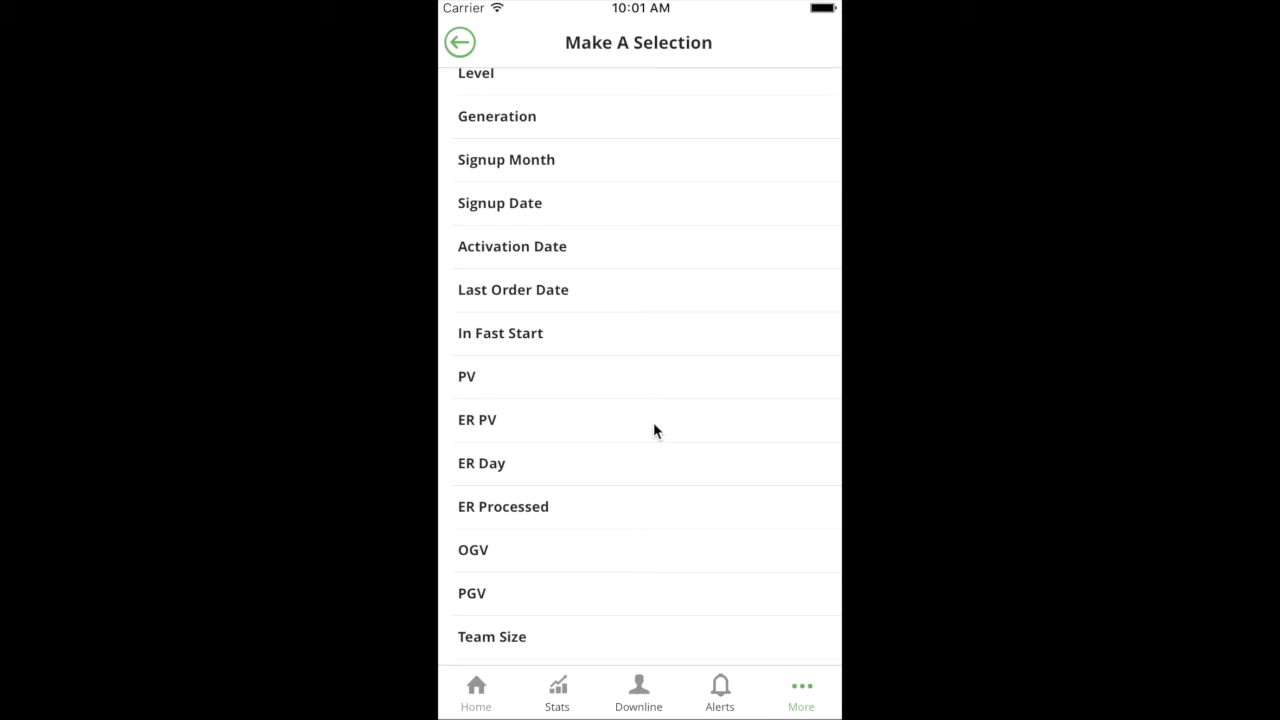 Carrier 10:01 AM
Make A Selection
Level
Generation
Signup Month
Signup Date
Activation Date
Last Order Date
In Fast Start
PV
ER PV
ER Day
ER Processed
OGV
PGV
Team Size
Home Stats Downline Alerts More